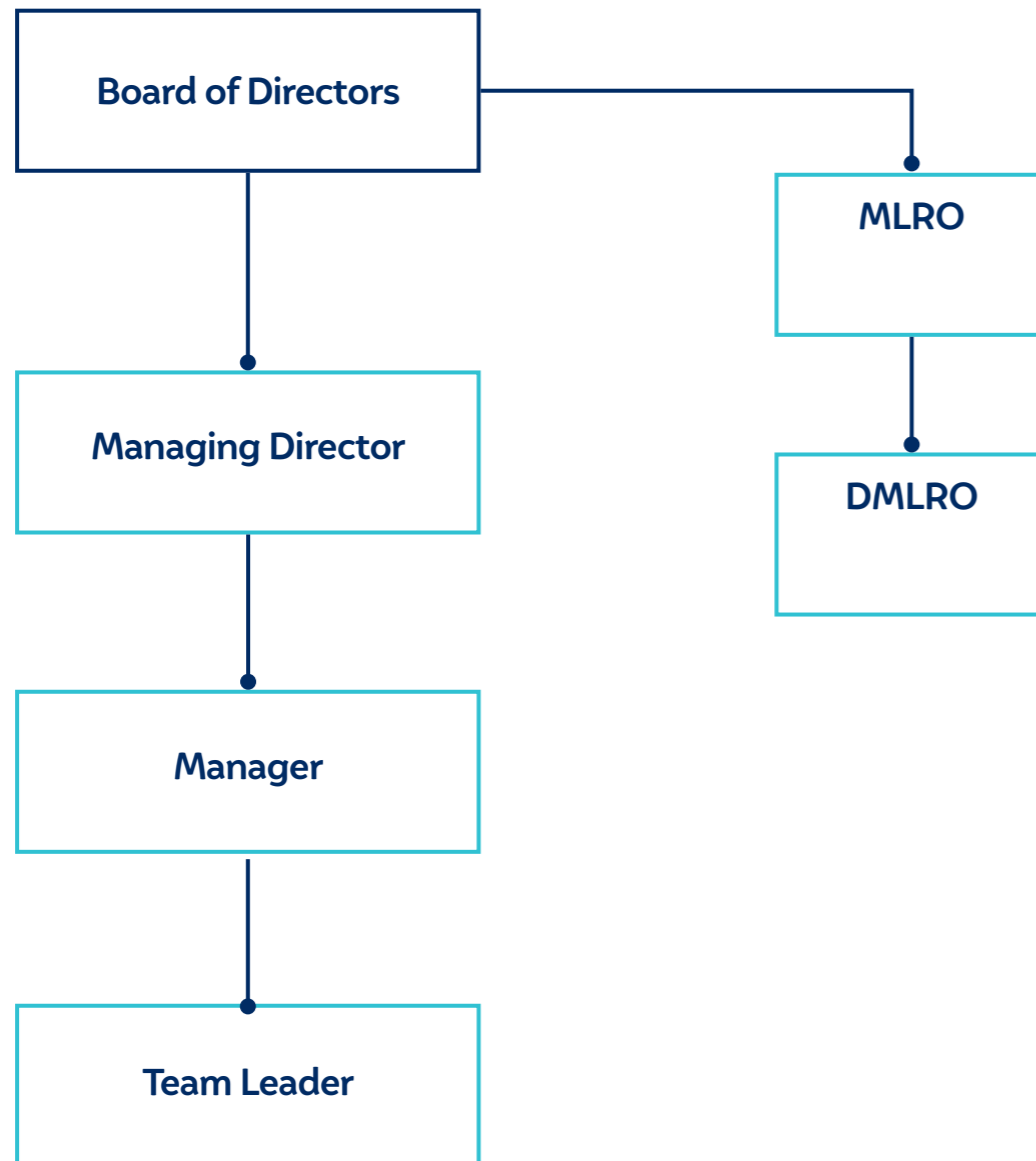 Board of Directors
MLRO
Managing Director
DMLRO
Manager
Team Leader